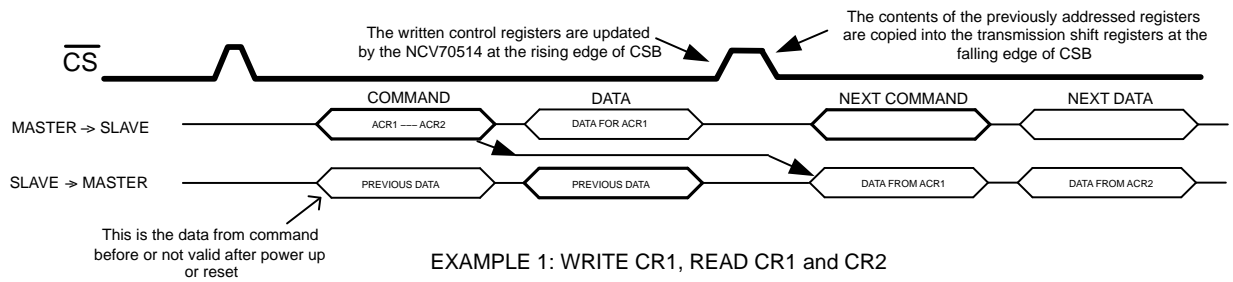 The written control registers are updated
by the NCV70514 at the rising edge of CSB
The contents of the previously addressed registers
are copied into the transmission shift registers at the
falling edge of CSB
CS
COMMAND
DATA
NEXT COMMAND
NEXT DATA
MASTER -> SLAVE
ACR1 --- ACR2
DATA FOR ACR1
SLAVE -> MASTER
PREVIOUS DATA
PREVIOUS DATA
DATA FROM ACR1
DATA FROM ACR2
This is the data from command
before or not valid after power up
or reset
EXAMPLE 1: WRITE CR1, READ CR1 and CR2